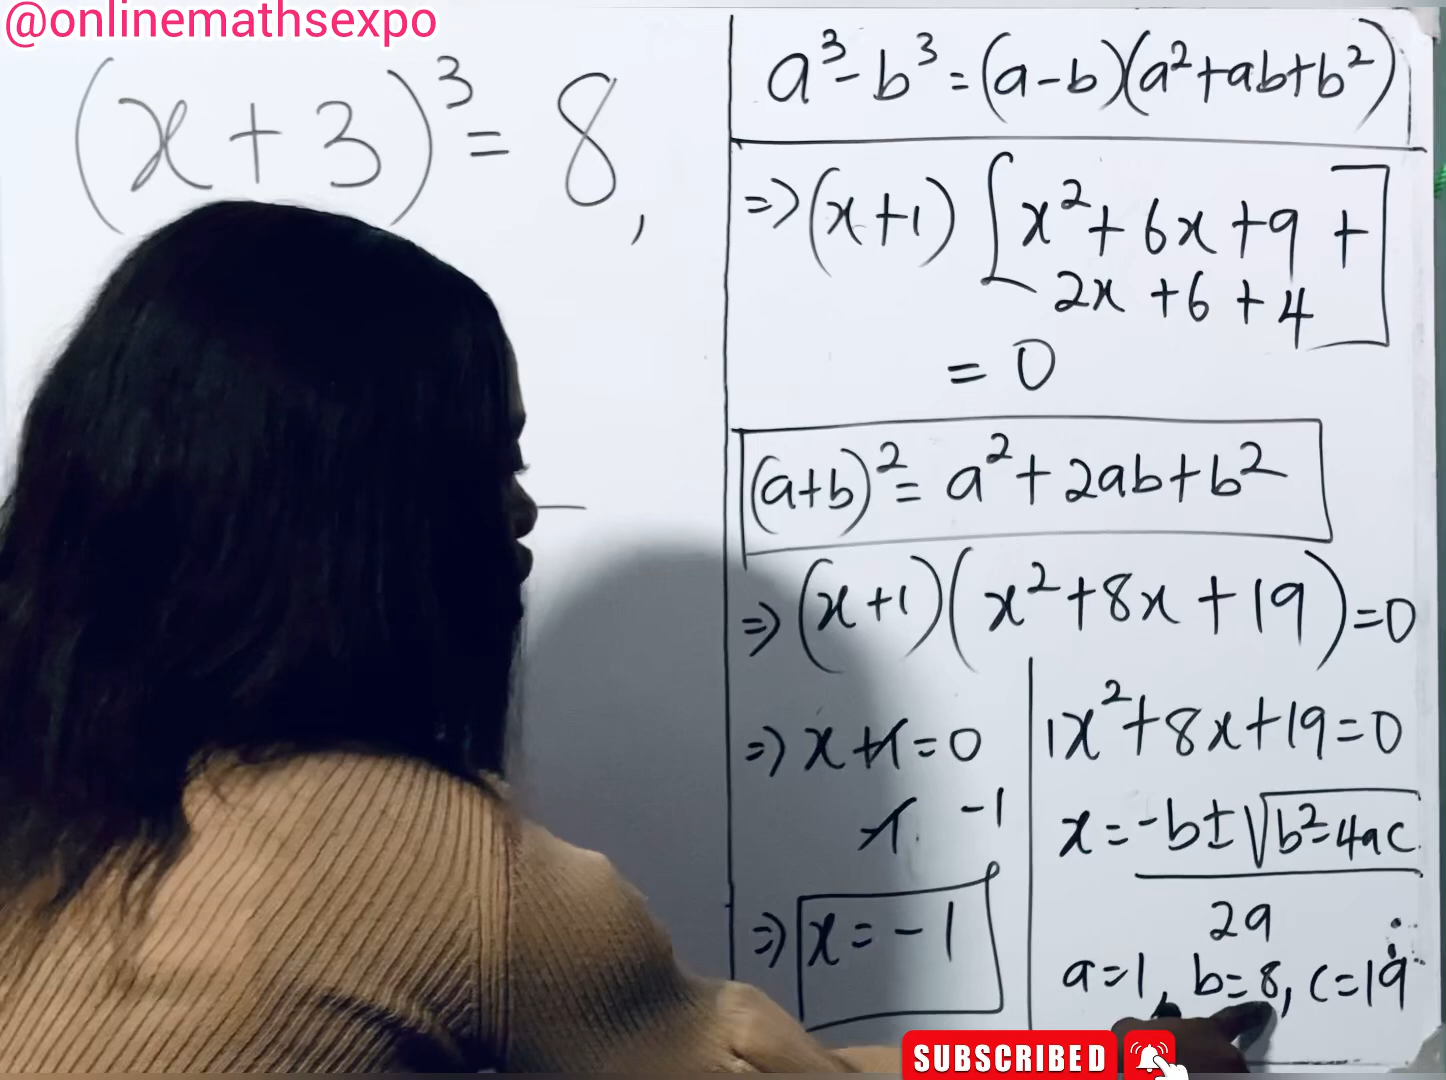 @onlinemathsexpo
(x+3)³=8,
a³-b³=(a-b)(a²+ab+b²)
⇒(x+1)[x²+6x+9+
2x+6+4]
=0
(a+b)²=a²+2ab+b²
⇒(x+1)(x²+8x+19)=0
⇒x+1=0
-1 -1
⇒x=-1
1x²+8x+19=0
x=-b±√b²-4ac
2a
a=1, b=8, c=19
SUBSCRIBED